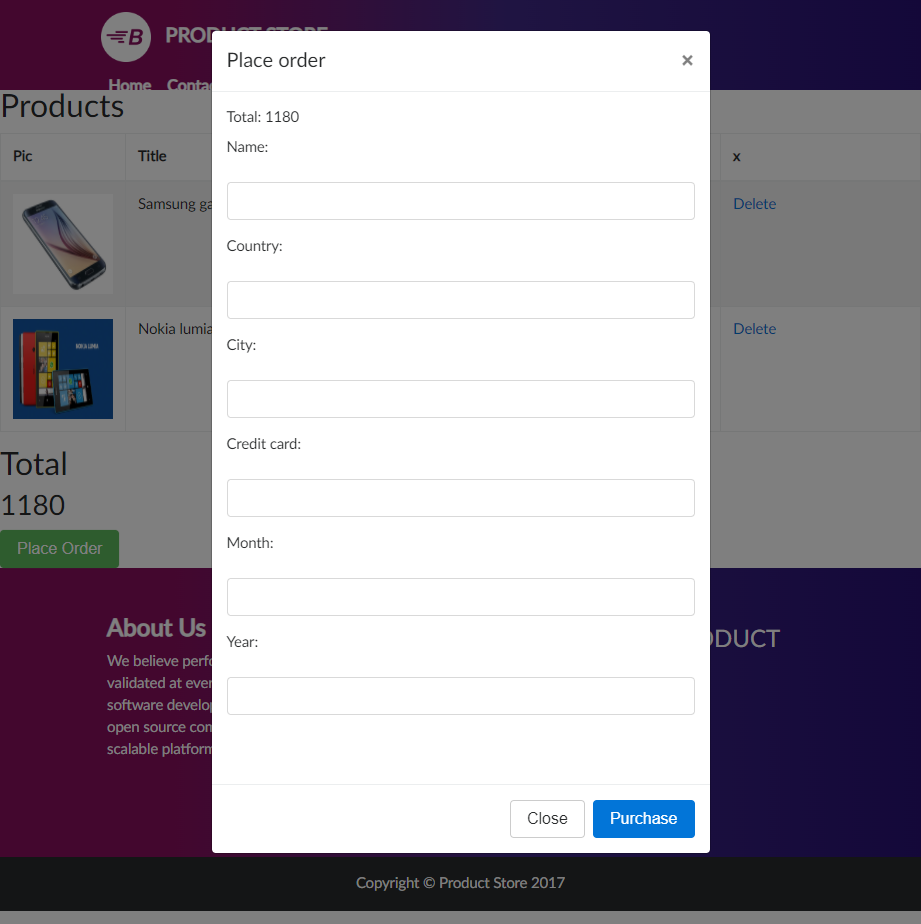 B PRODUCT STORE
Home Contac
Place order ×
Products
Total: 1180
Name:
Pic Title x
Samsung ga Delete
Country:
NOKIA LUMIA
Nokia lumia Delete
City:
Credit card:
Total
1180
Month:
Place Order
About Us
Year:
ODUCT
We believe perfo
validated at ever
software develop
open source com
scalable platform
Close Purchase
Copyright © Product Store 2017